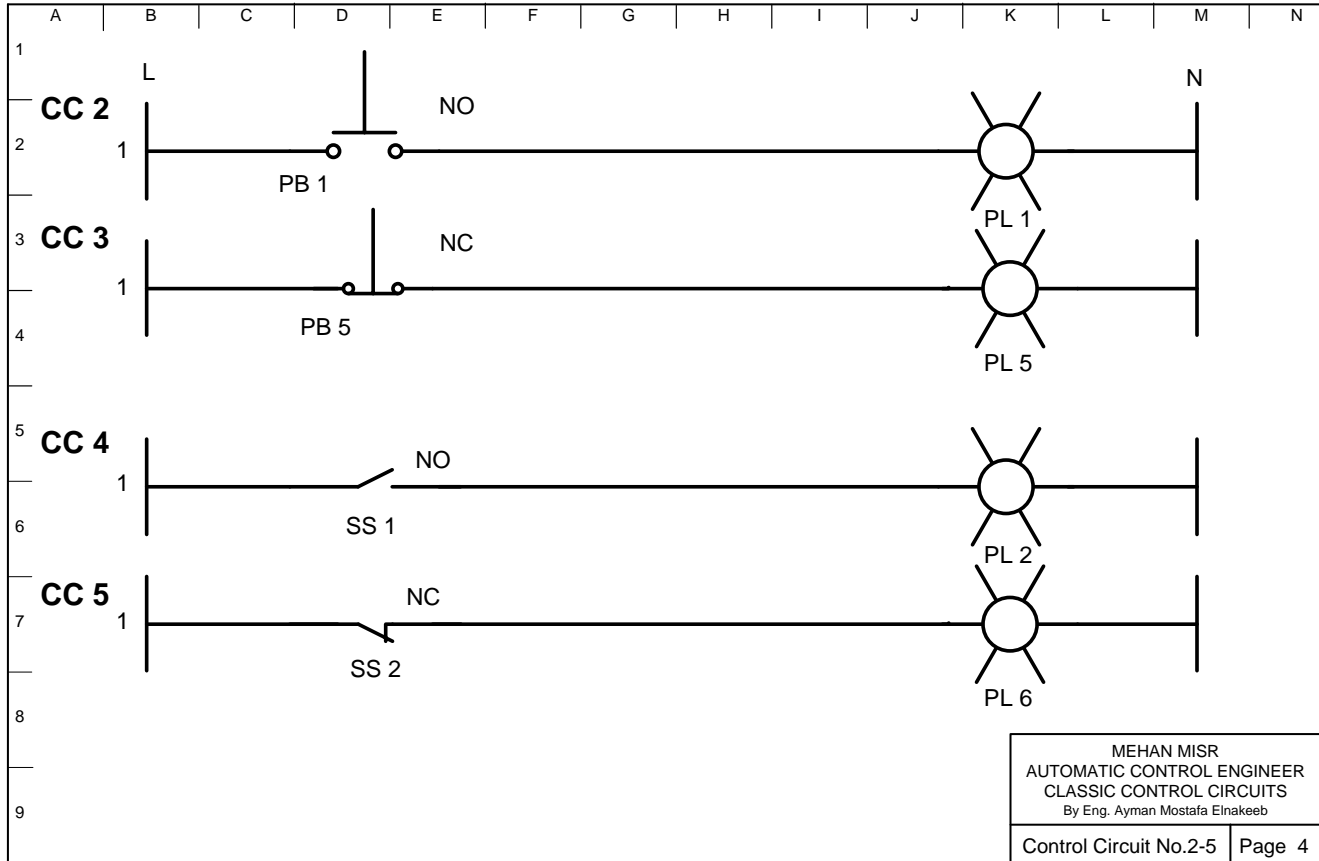 A B C D E F G H I J K L M N
1
L N
CC 2 NO
2 1
PB 1
PL 1
3 CC 3 NC
1
PB 5
4
PL 5
5 CC 4 NO
1
6 SS 1
PL 2
CC 5 NC
7 1
SS 2
PL 6
8
MEHAN MISR
AUTOMATIC CONTROL ENGINEER
CLASSIC CONTROL CIRCUITS
9 By Eng. Ayman Mostafa Elnakeeb
Control Circuit No.2-5 Page 4